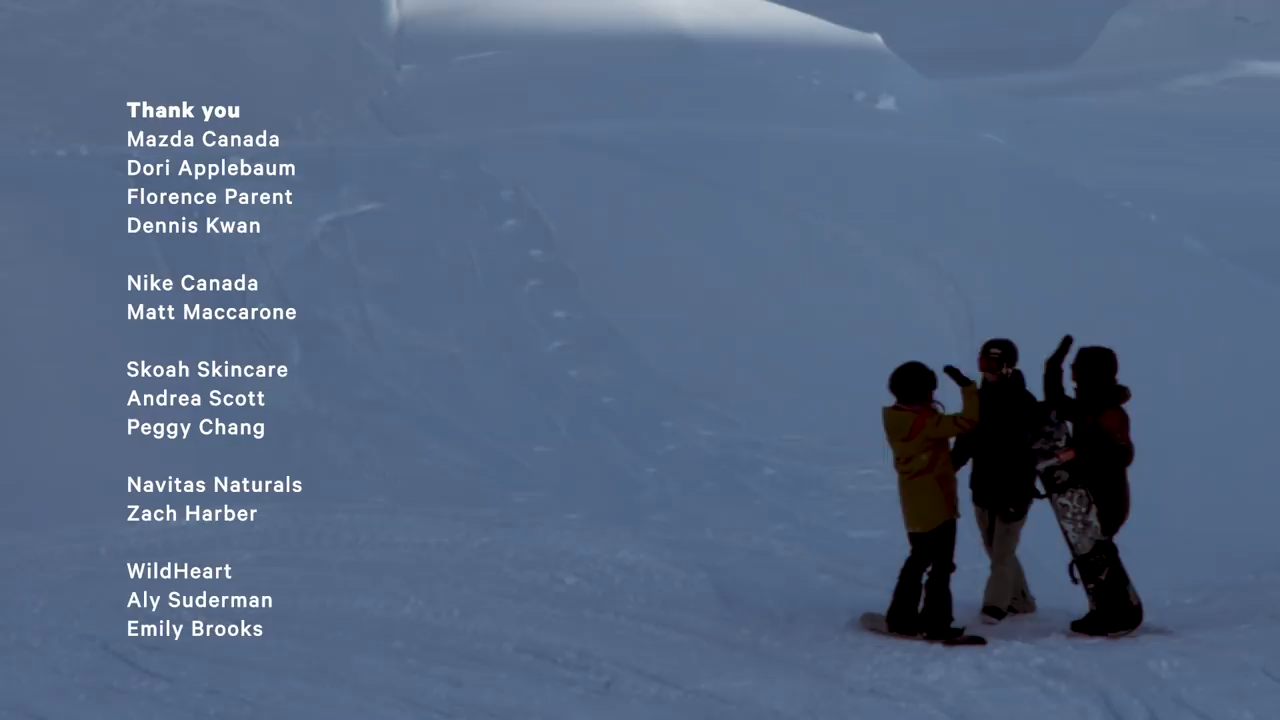 Thank you
Mazda Canada
Dori Applebaum
Florence Parent
Dennis Kwan
Nike Canada
Matt Maccarone
Skoah Skincare
Andrea Scott
Peggy Chang
Navitas Naturals
Zach Harber
WildHeart
Aly Suderman
Emily Brooks